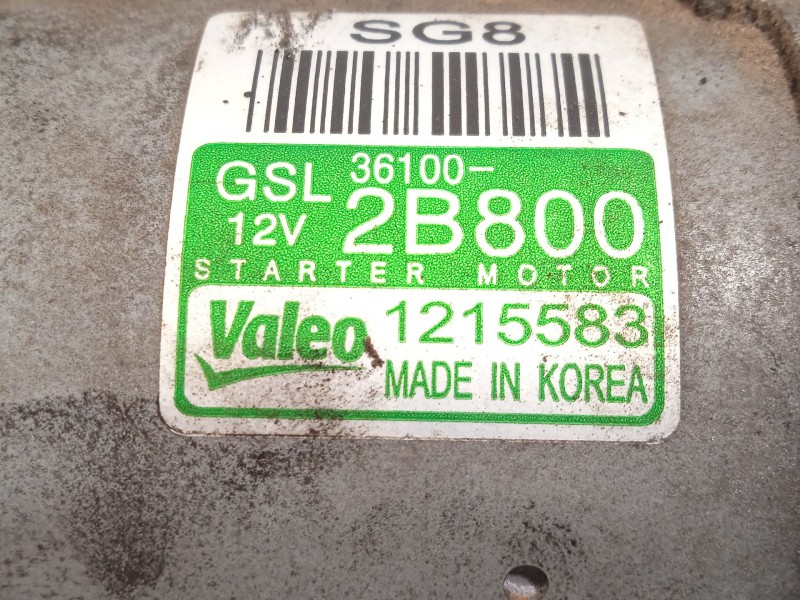 SG8
GSL 36100-
12V 2B800
STARTER MOTOR
Valeo 1215583
MADE IN KOREA